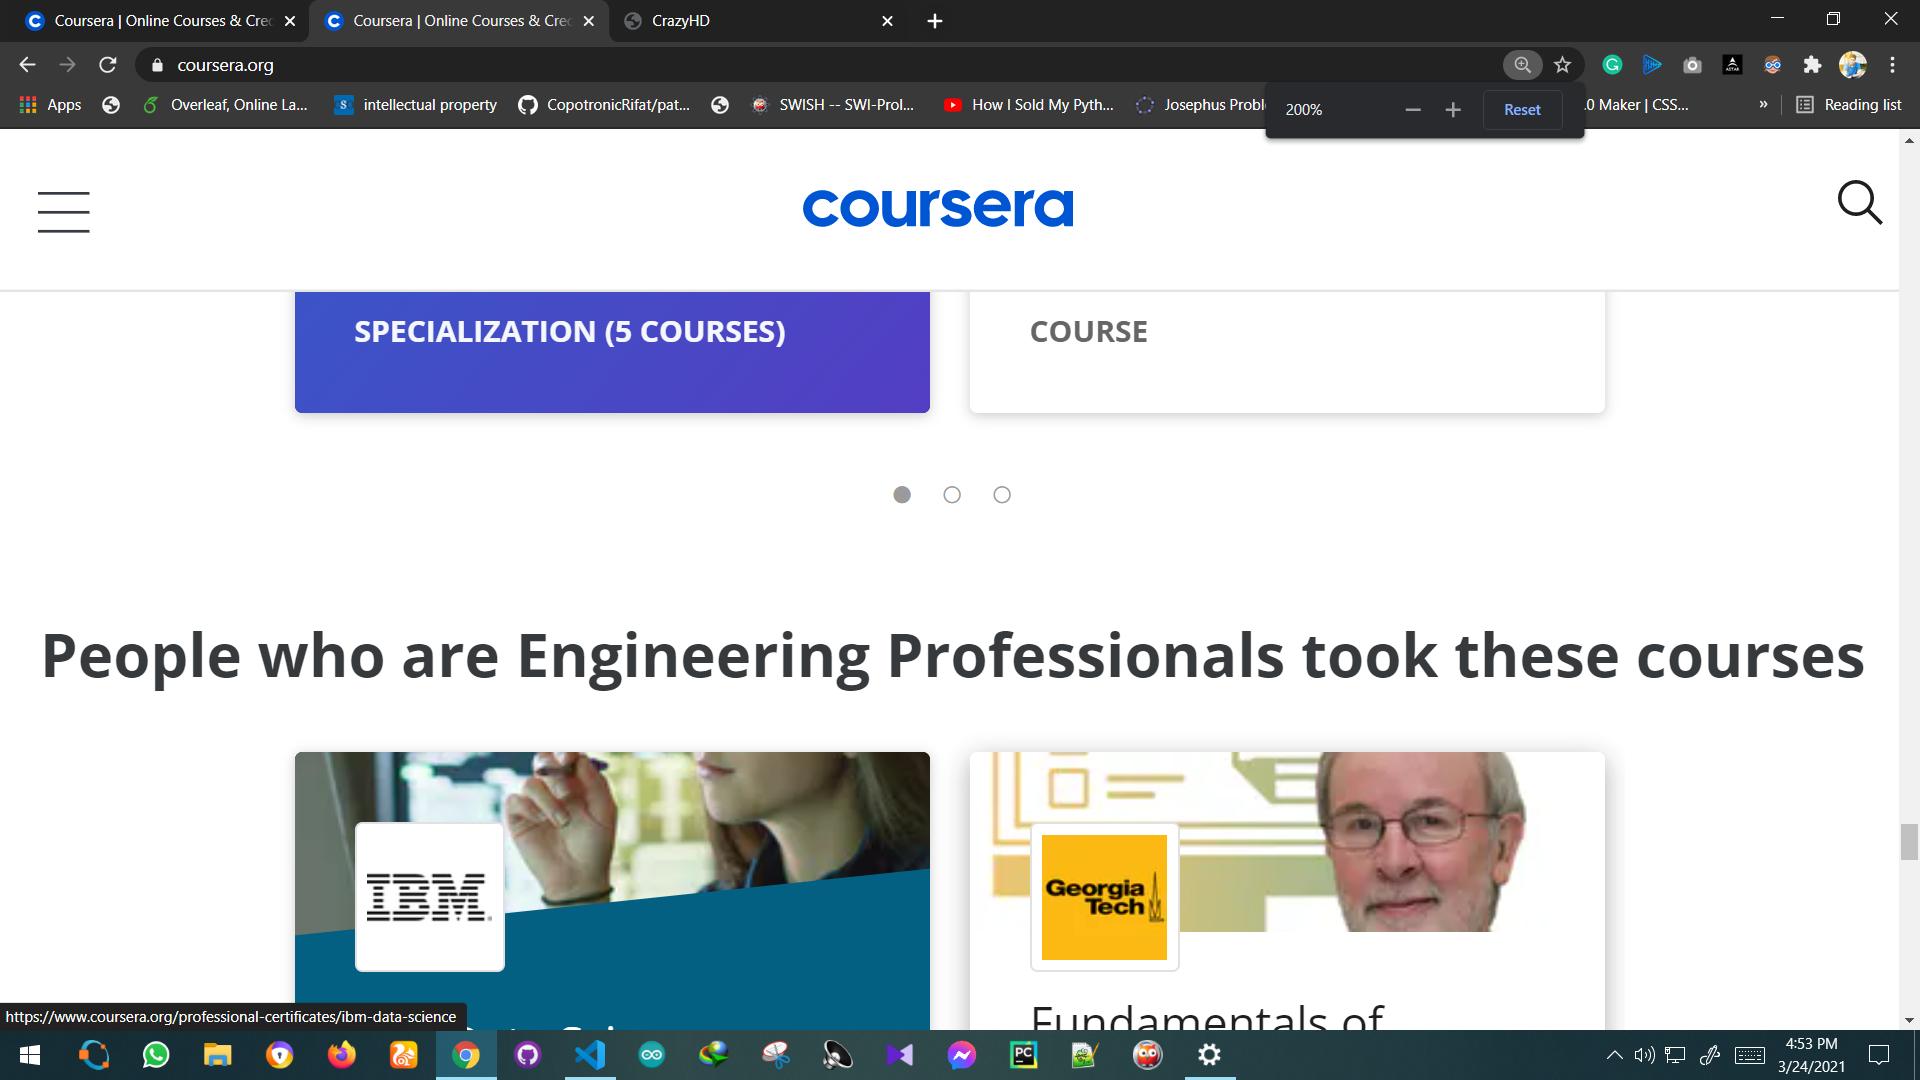 Coursera | Online Courses & Cre
Coursera | Online Courses & Cre
CrazyHD
coursera.org
Apps
Overleaf, Online La...
intellectual property
CopotronicRifat/pat...
SWISH -- SWI-Prol...
How I Sold My Pyth...
Josephus Probl
.0 Maker | CSS...
»
Reading list
200%
Reset
coursera
SPECIALIZATION (5 COURSES)
COURSE
People who are Engineering Professionals took these courses
IBM
Georgia
Tech
Fundamentals of
https://www.coursera.org/professional-certificates/ibm-data-science
PC
4:53 PM
3/24/2021